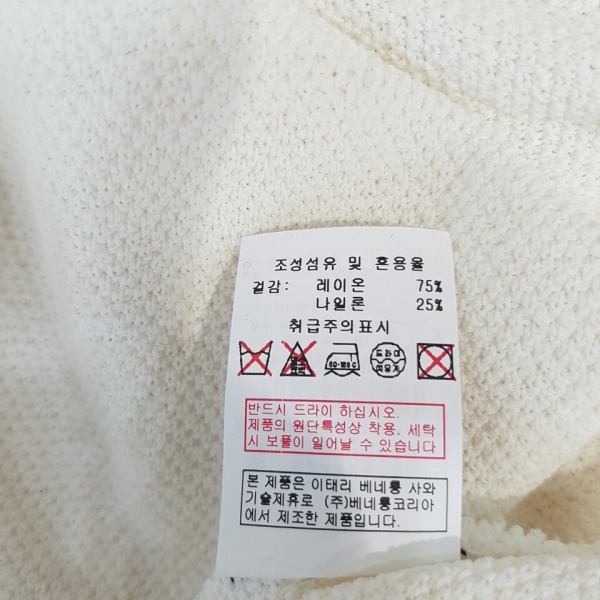 조성섬유 및 혼용율
겉감: 레이온 75%
나일론 25%
취급주의표시
드라이
반드시 드라이 하십시오.
제품의 원단특성상 착용, 세탁
시 보풀이 일어날 수 있습니다
본 제품은 이태리 베네통 사와
기술제휴로 (주)베네통코리아
에서 제조한 제품입니다.